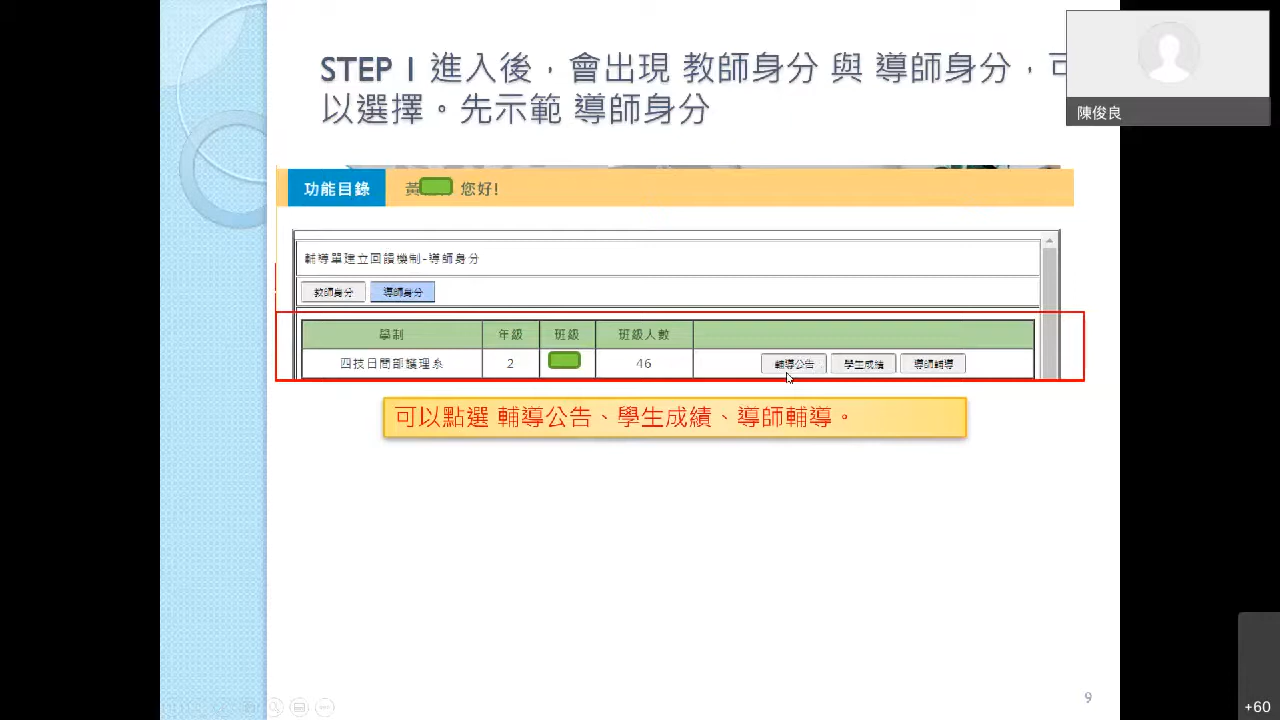 STEP 1 進入後，會出現 教師身分 與 導師身分，可
以選擇。先示範 導師身分
陳俊良
功能目錄 黃 您好!
輔導單建立回饋機制-導師身分
教師身分 導師身分
學制 年級 班級 班級人數
四技日間部護理系 2 46 輔導公告 學生成績 導師輔導
可以點選 輔導公告、學生成績、導師輔導。
9
+60